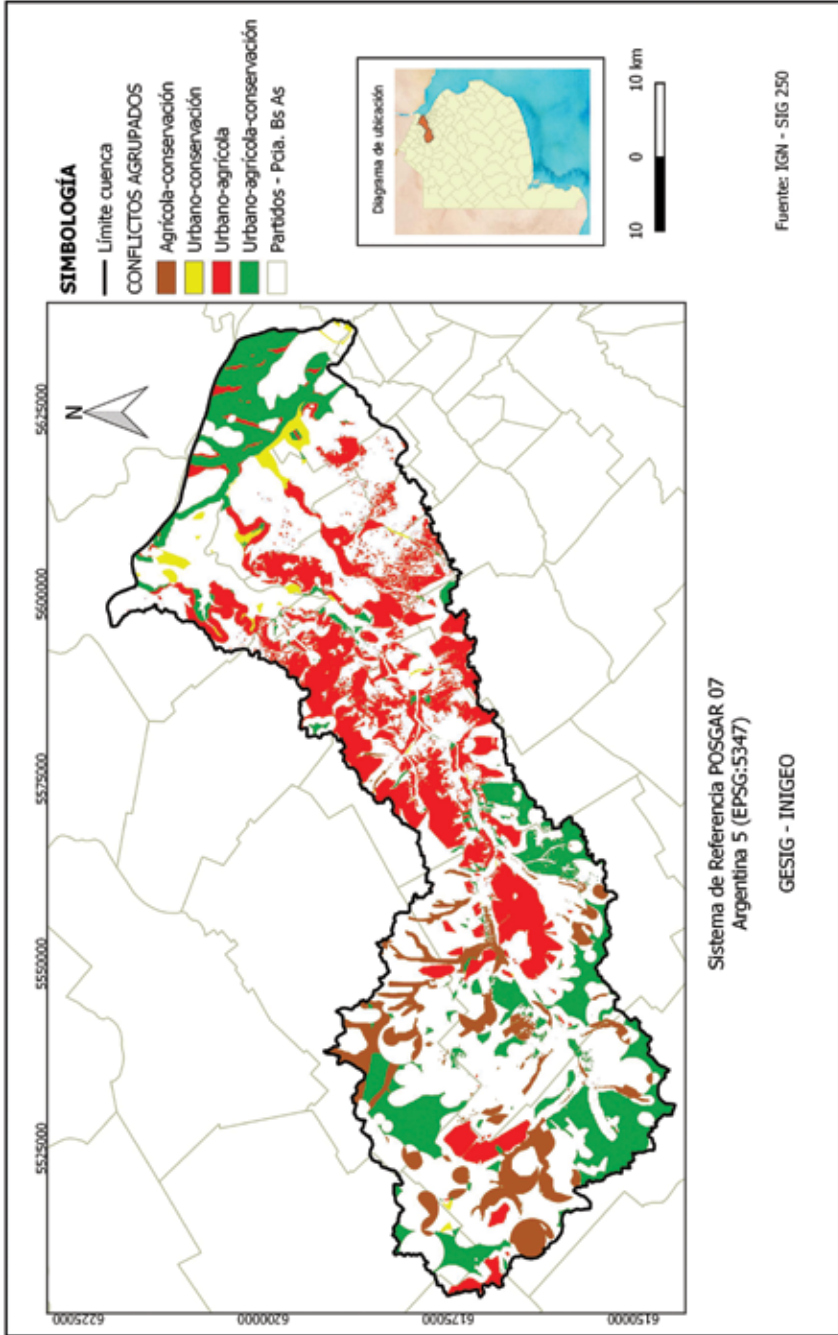 5525000
5550000
5575000
5600000
5625000
6225000
6200000
6175000
6150000
N
SIMBOLOGÍA
Límite cuenca
CONFLICTOS AGRUPADOS
Agrícola-conservación
Urbano-conservación
Urbano-agrícola
Urbano-agrícola-conservación
Partidos - Pcia. Bs As
Diagrama de ubicación
10 0 10 km
Fuente: IGN - SIG 250
Sistema de Referencia POSGAR 07
Argentina 5 (EPSG:5347)
GESIG - INIGEO